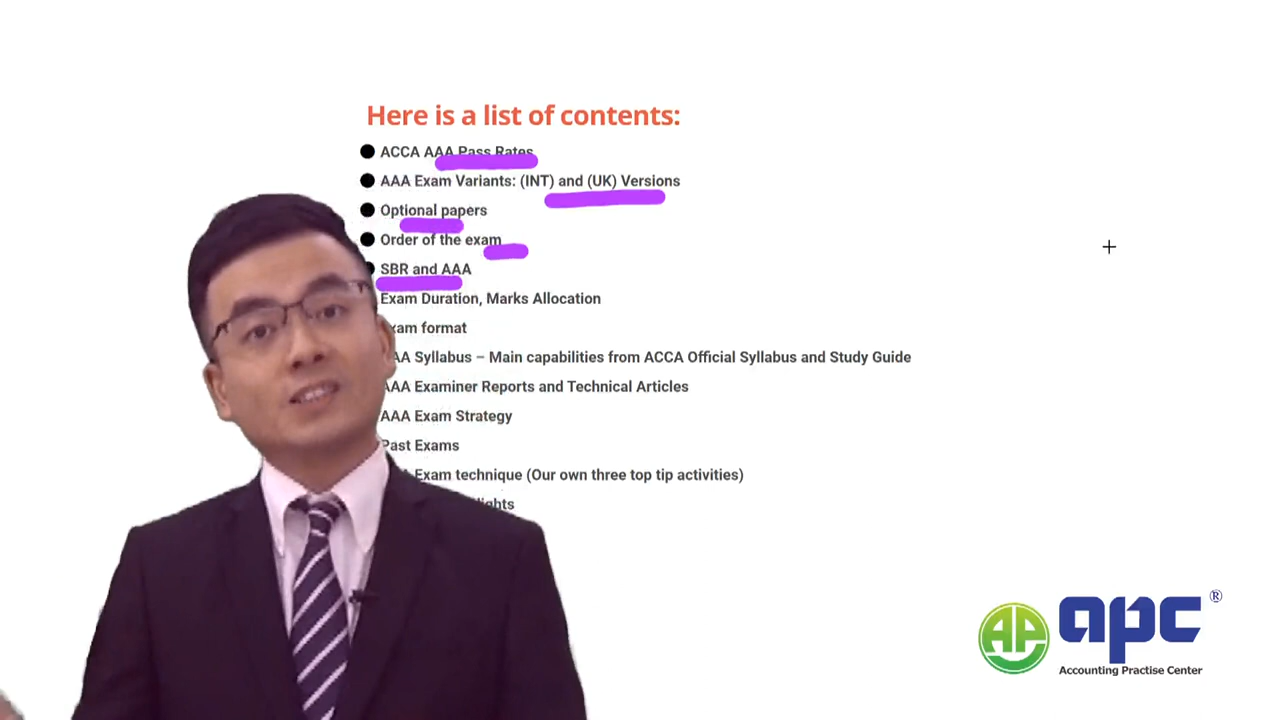 Here is a list of contents:
ACCA AAA Pass Rates
AAA Exam Variants: (INT) and (UK) Versions
Optional papers
Order of the exam
SBR and AAA
Exam Duration, Marks Allocation
Exam format
AAA Syllabus – Main capabilities from ACCA Official Syllabus and Study Guide
AAA Examiner Reports and Technical Articles
AAA Exam Strategy
Past Exams
Exam technique (Our own three top tip activities)
AP apc ®
Accounting Practise Center